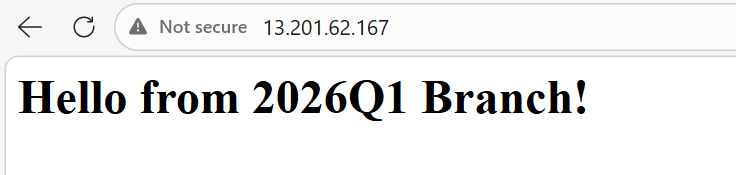 Not secure 13.201.62.167
Hello from 2026Q1 Branch!